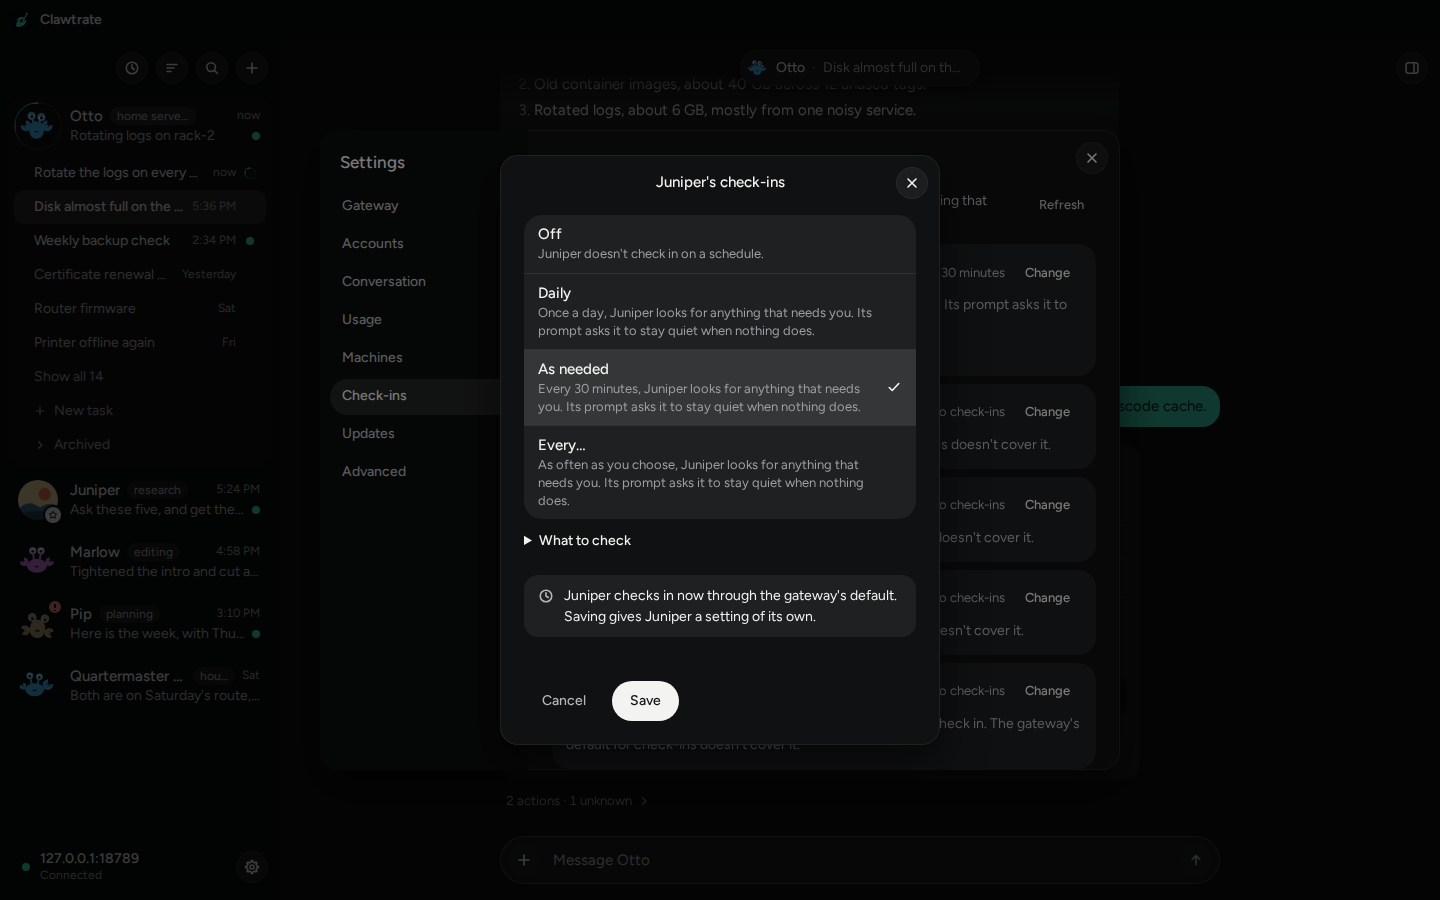 Clawtrate
Otto home serve... now
Rotating logs on rack-2
Rotate the logs on every ... now
Disk almost full on the ... 5:36 PM
Weekly backup check 2:34 PM
Certificate renewal ... Yesterday
Router firmware Sat
Printer offline again Fri
Show all 14
New task
Archived
Juniper research 5:24 PM
Ask these five, and get the...
Marlow editing 4:58 PM
Tightened the intro and cut a...
Pip planning 3:10 PM
Here is the week, with Thu...
Quartermaster ... hou... Sat
Both are on Saturday's route,...
127.0.0.1:18789
Connected
Otto · Disk almost full on th...
2. Old container images, about 40 GB across 12 unused tags.
3. Rotated logs, about 6 GB, mostly from one noisy service.
Settings
Gateway
Accounts
Conversation
Usage
Machines
Check-ins
Updates
Advanced
Juniper's check-ins
Off
Juniper doesn't check in on a schedule.
Daily
Once a day, Juniper looks for anything that needs you. Its
prompt asks it to stay quiet when nothing does.
As needed
Every 30 minutes, Juniper looks for anything that needs
you. Its prompt asks it to stay quiet when nothing does.
Every...
As often as you choose, Juniper looks for anything that
needs you. Its prompt asks it to stay quiet when nothing
does.
What to check
Juniper checks in now through the gateway's default.
Saving gives Juniper a setting of its own.
Cancel
Save
ing that
Refresh
30 minutes Change
Its prompt asks it to
o check-ins Change
s doesn't cover it.
o check-ins Change
doesn't cover it.
o check-ins Change
esn't cover it.
o check-ins Change
heck in. The gateway's
default for check-ins doesn't cover it.
scode cache.
2 actions · 1 unknown
Message Otto